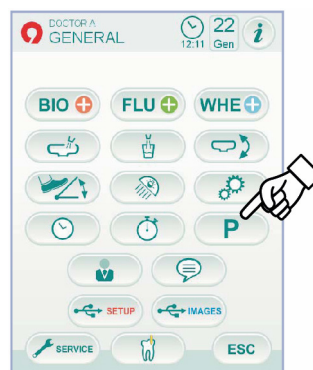 DOCTOR A
GENERAL
12:11
22
Gen
i
BIO
FLU
WHE
P
SETUP
IMAGES
SERVICE
ESC